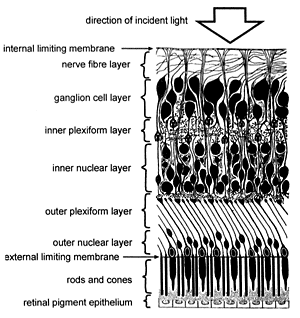 direction of incident light
internal limiting membrane
nerve fibre layer
ganglion cell layer
inner plexiform layer
inner nuclear layer
outer plexiform layer
outer nuclear layer
external limiting membrane
rods and cones
retinal pigment epithelium